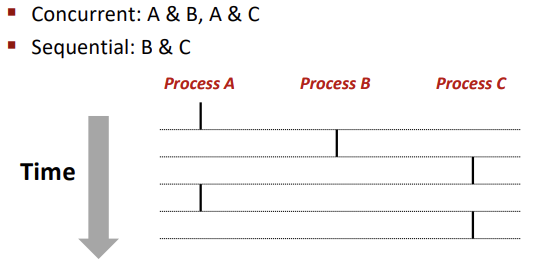 ▪ Concurrent: A & B, A & C
▪ Sequential: B & C
Process A Process B Process C
Time